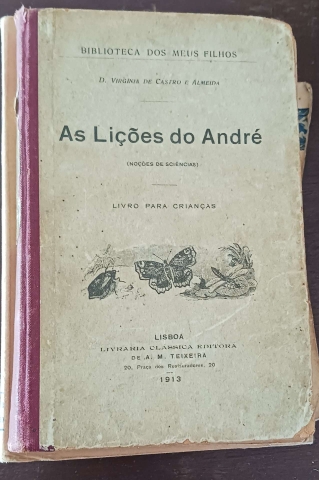 BIBLIOTECA DOS MEUS FILHOS
D. VIRGINIA DE CASTRO E ALMEIDA
As Lições do André
(NOÇÕES DE SCIÊNCIAS)
LIVRO PARA CRIANÇAS
LISBOA
LIVRARIA CLASSICA EDITORA
DE A. M. TEIXEIRA
20, Praça dos Restauradores, 20
1913